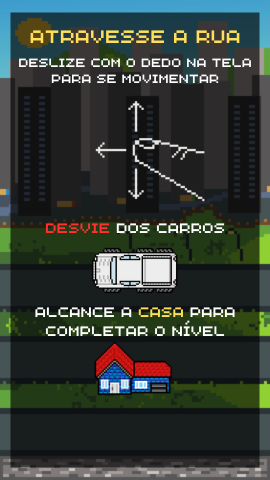 ATRAVESSE A RUA
DESLIZE COM O DEDO NA TELA
PARA SE MOVIMENTAR
DESVIE DOS CARROS
ALCANCE A CASA PARA
COMPLETAR O NÍVEL